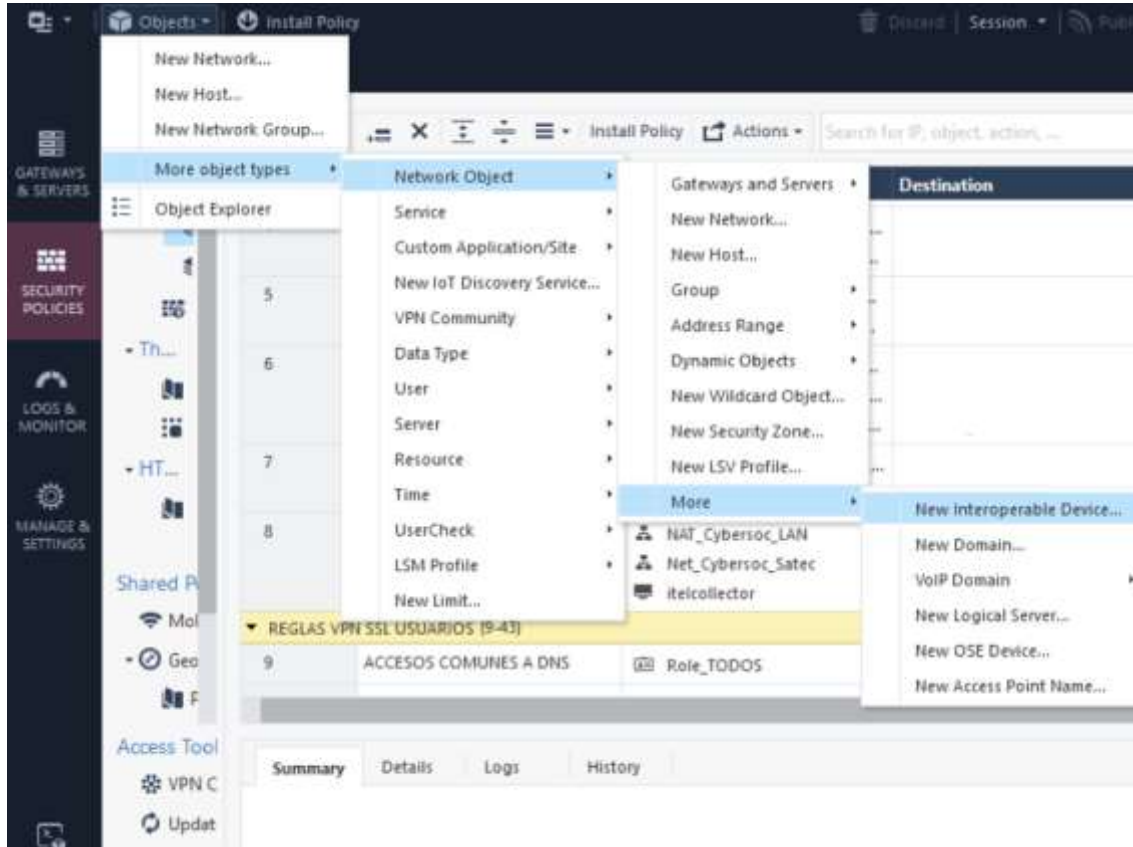 Objects
Install Policy
Discard
Session
New Network...
New Host...
New Network Group...
More object types
Object Explorer
Install Policy
Actions
Search for IP, object, action, ...
GATEWAYS
& SERVERS
SECURITY
POLICIES
LOGS &
MONITOR
MANAGE &
SETTINGS
Network Object
Service
Custom Application/Site
New IoT Discovery Service...
VPN Community
Data Type
User
Server
Resource
Time
UserCheck
LSM Profile
New Limit...
Gateways and Servers
New Network...
New Host...
Group
Address Range
Dynamic Objects
New Wildcard Object...
New Security Zone...
New LSV Profile...
More
New Interoperable Device...
New Domain...
VoIP Domain
New Logical Server...
New OSE Device...
New Access Point Name...
Destination
5
6
7
8
Th...
HT...
Shared P
Mol
Geo
P
Access Tool
VPN C
Updat
NAT_Cybersoc_LAN
Net_Cybersoc_Satec
itelcollector
REGLAS VPN SSL USUARIOS (9-43)
9 ACCESOS COMUNES A DNS Role_TODOS
Summary Details Logs History